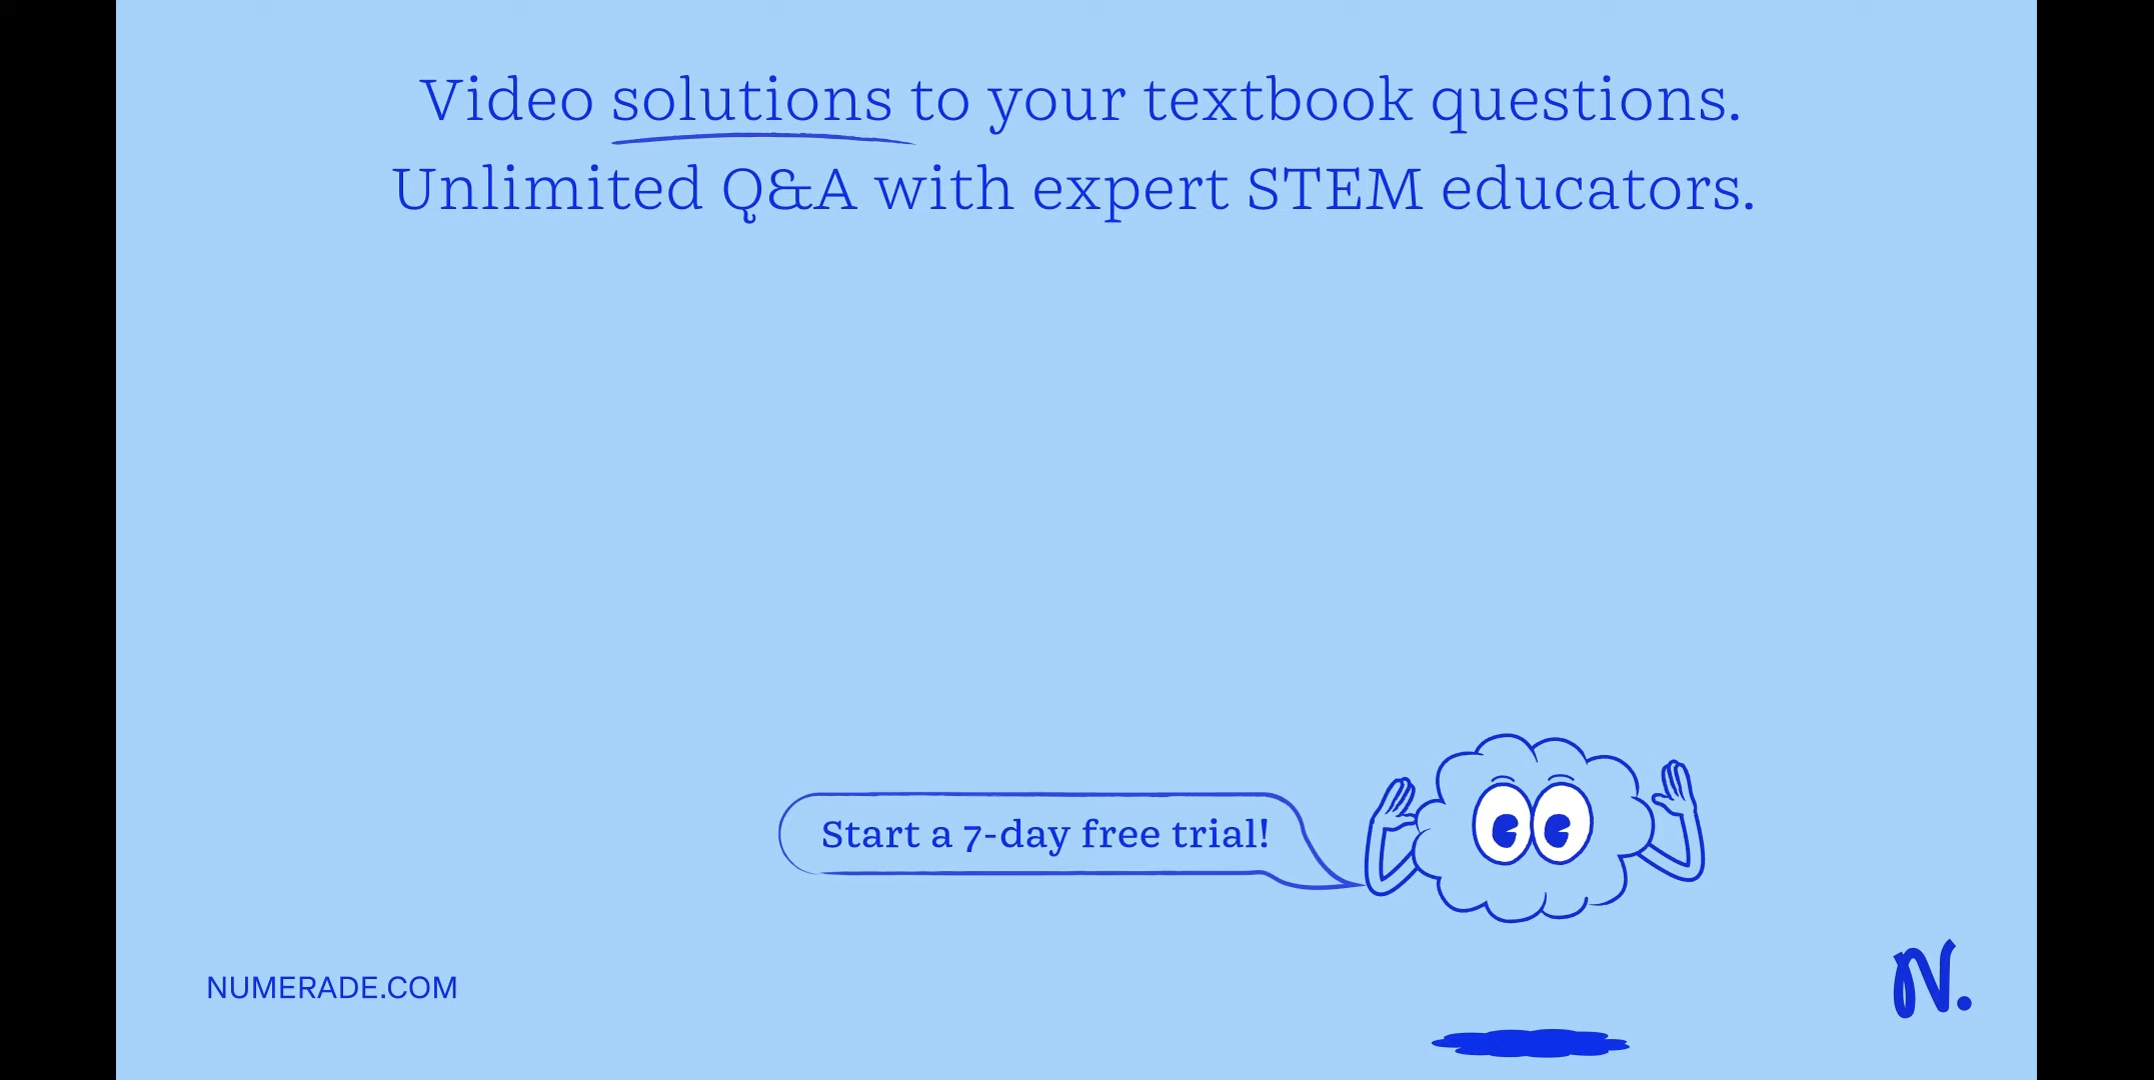 Video solutions to your textbook questions.
Unlimited Q&A with expert STEM educators.
Start a 7-day free trial!
NUMERADE.COM
N.